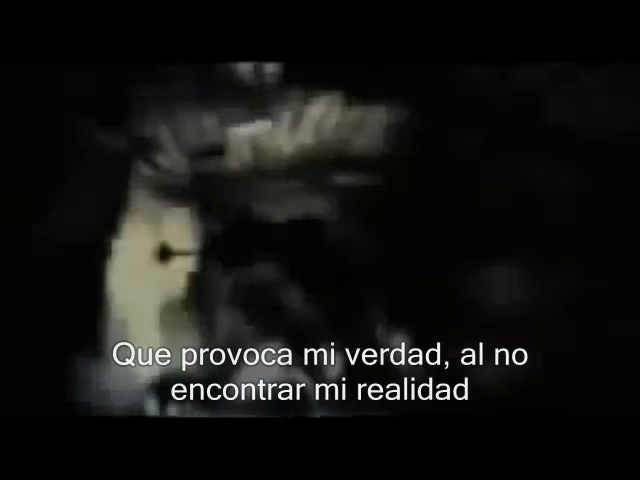 Que provoca mi verdad, al no
encontrar mi realidad